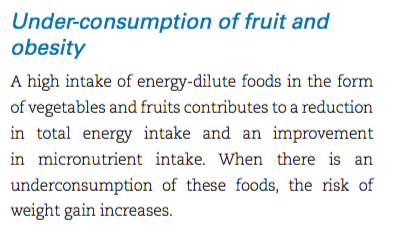 Under-consumption of fruit and
obesity
A high intake of energy-dilute foods in the form
of vegetables and fruits contributes to a reduction
in total energy intake and an improvement
in micronutrient intake. When there is an
underconsumption of these foods, the risk of
weight gain increases.